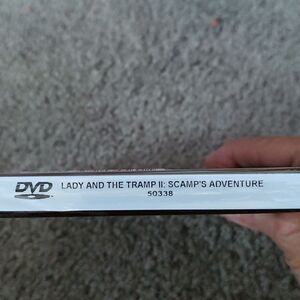 DVD LADY AND THE TRAMP II: SCAMP'S ADVENTURE
50338